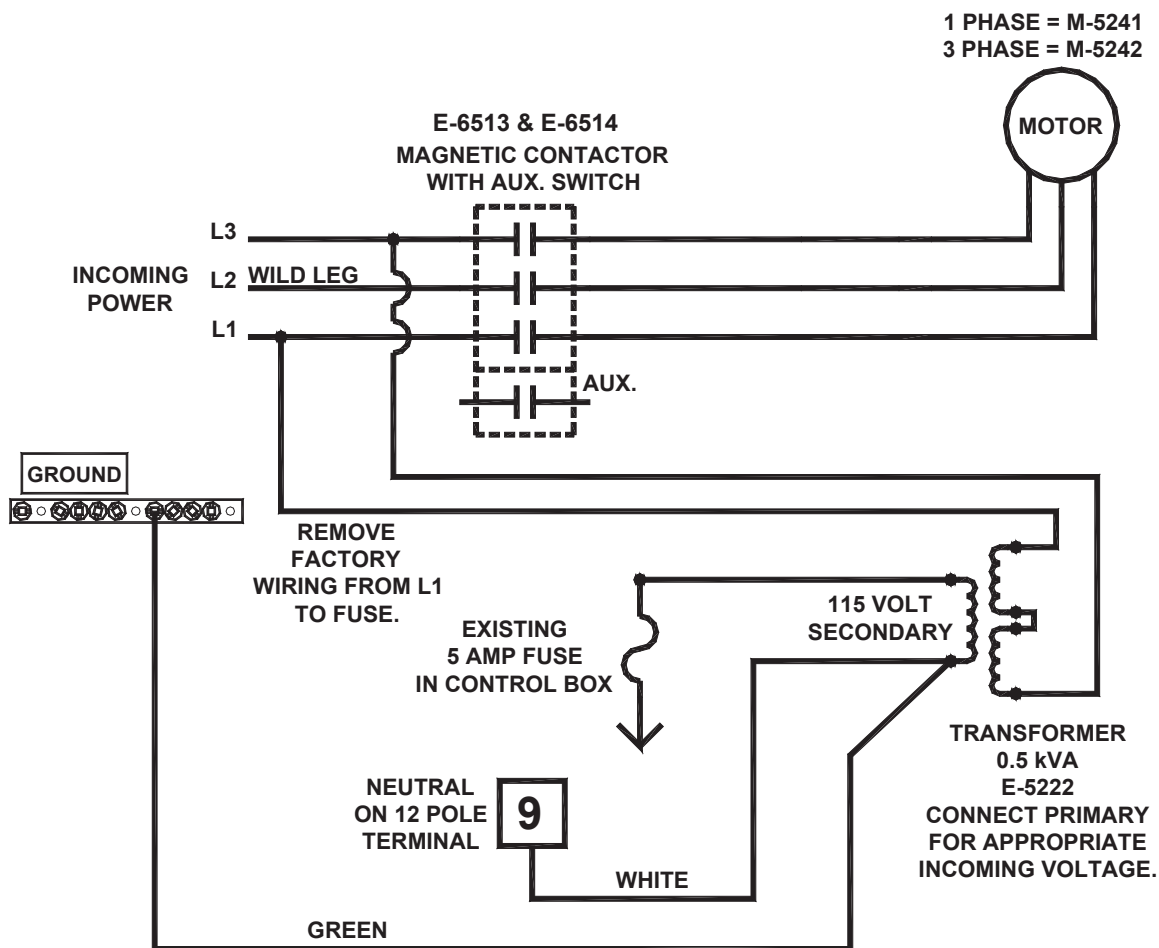 1 PHASE = M-5241
3 PHASE = M-5242
MOTOR
E-6513 & E-6514
MAGNETIC CONTACTOR
WITH AUX. SWITCH
L3
INCOMING
POWER
L2
WILD LEG
L1
AUX.
GROUND
REMOVE
FACTORY
WIRING FROM L1
TO FUSE.
EXISTING
5 AMP FUSE
IN CONTROL BOX
115 VOLT
SECONDARY
TRANSFORMER
0.5 kVA
E-5222
CONNECT PRIMARY
FOR APPROPRIATE
INCOMING VOLTAGE.
NEUTRAL
ON 12 POLE
TERMINAL
9
WHITE
GREEN